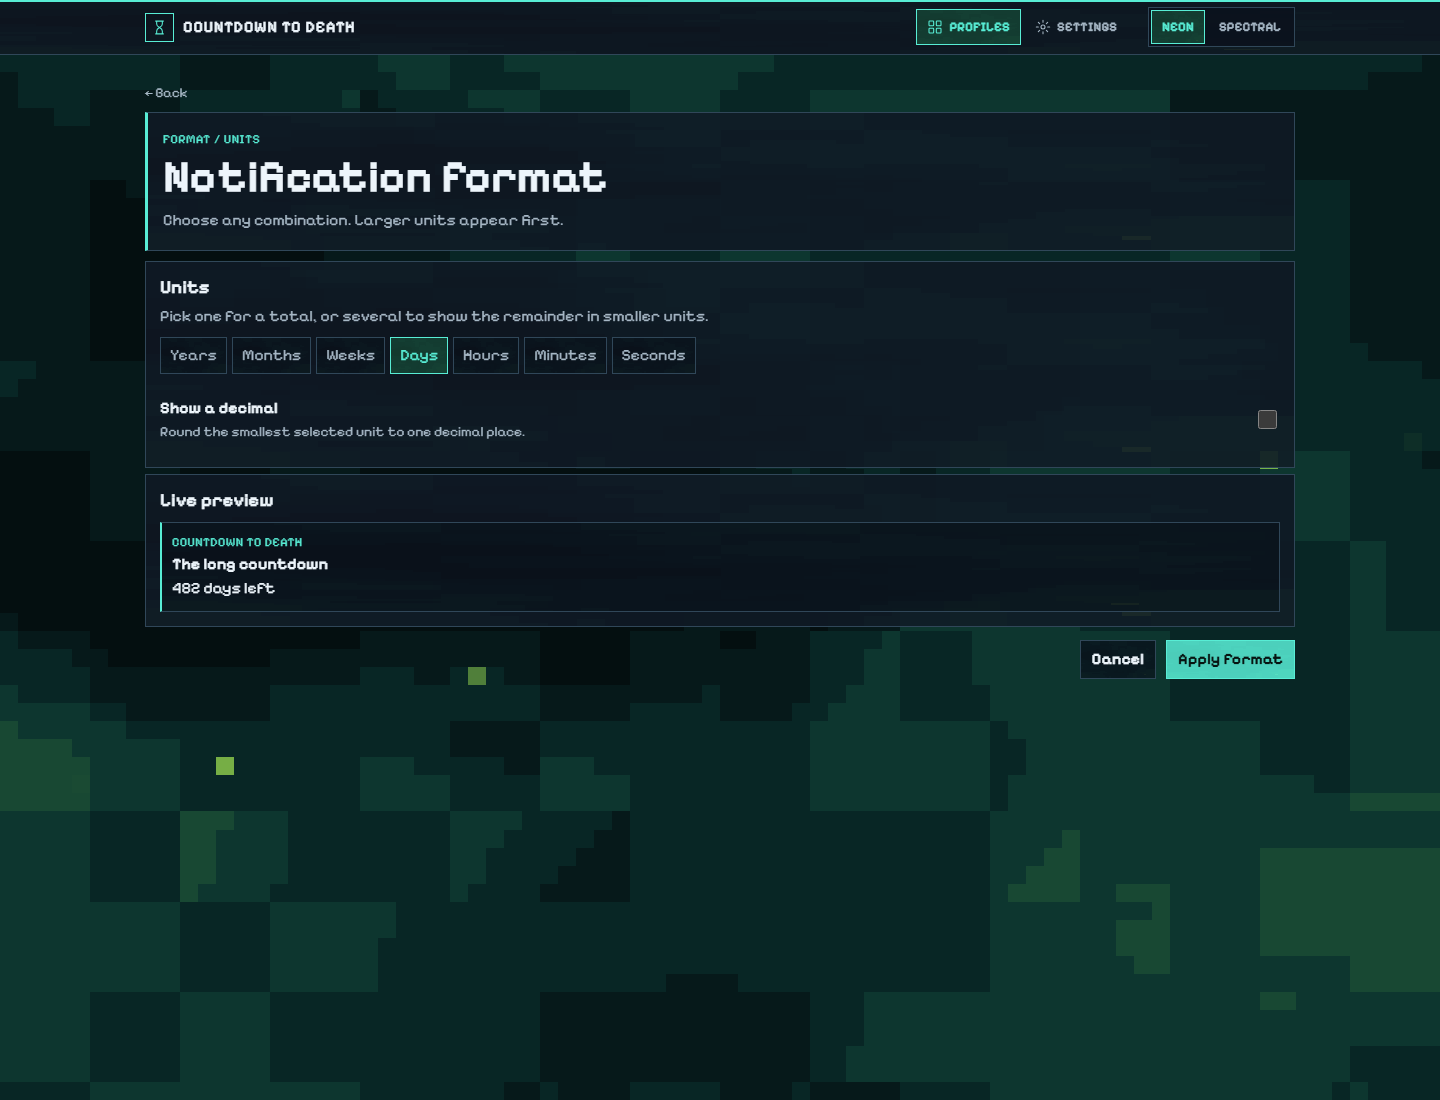 COUNTDOWN TO DEATH
PROFILES
SETTINGS
NEON
SPECTRAL
← Back
FORMAT / UNITS
Notification format
Choose any combination. Larger units appear first.
Units
Pick one for a total, or several to show the remainder in smaller units.
Years
Months
Weeks
Days
Hours
Minutes
Seconds
Show a decimal
Round the smallest selected unit to one decimal place.
Live preview
COUNTDOWN TO DEATH
The long countdown
482 days left
Cancel
Apply format